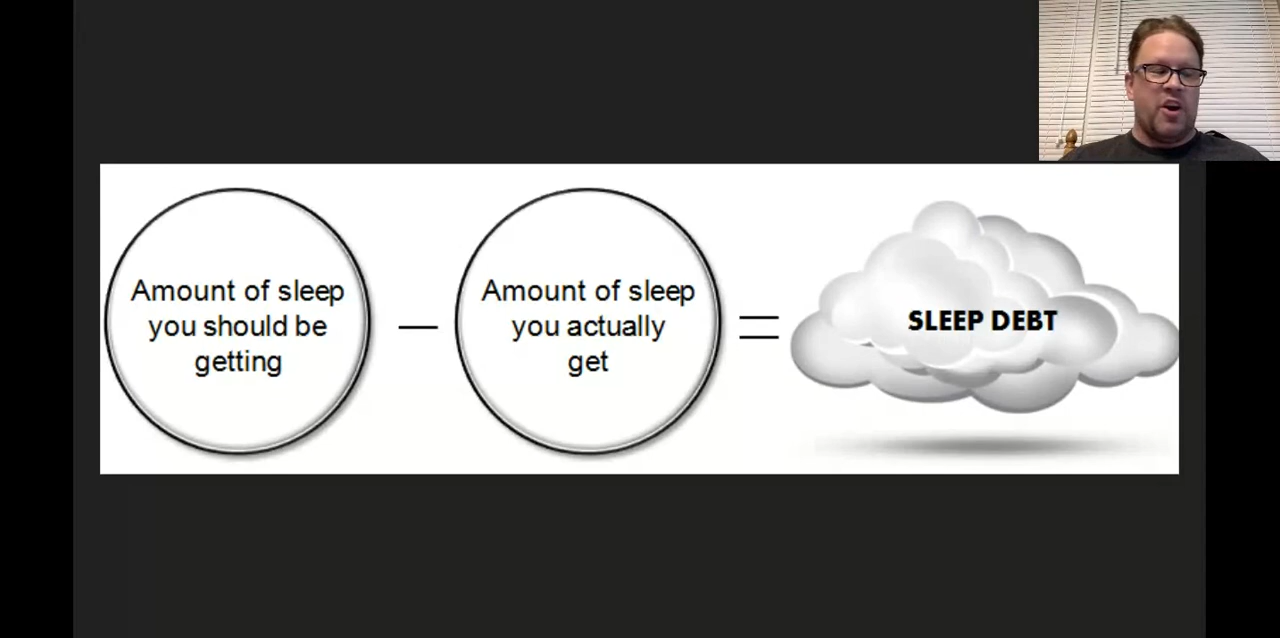 Amount of sleep
you should be
getting
—
Amount of sleep
you actually
get
=
SLEEP DEBT